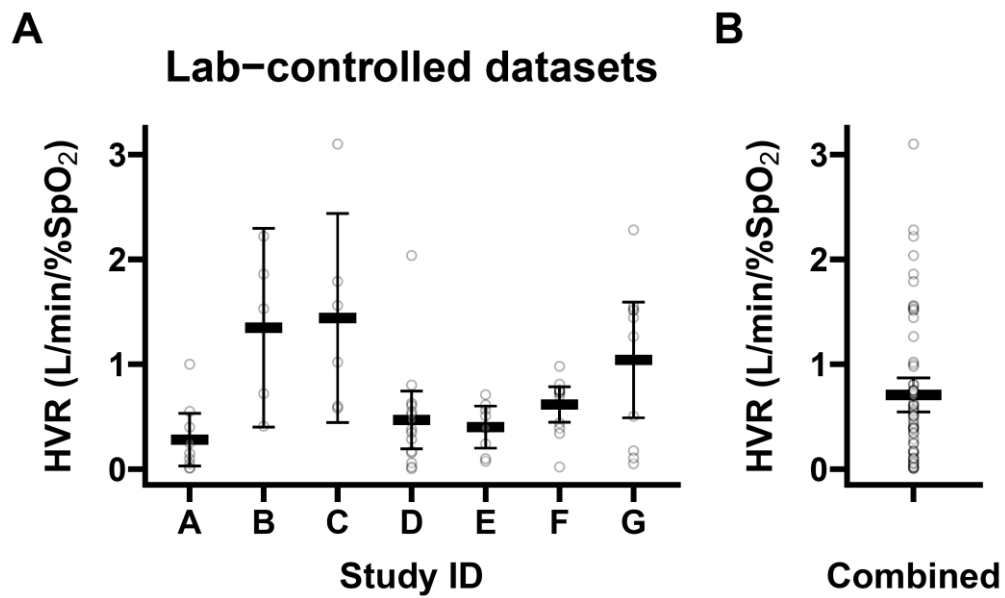 A
Lab−controlled datasets
HVR (L/min/%SpO₂)
3
2
1
0
A B C D E F G
Study ID
B
HVR (L/min/%SpO₂)
3
2
1
0
Combined